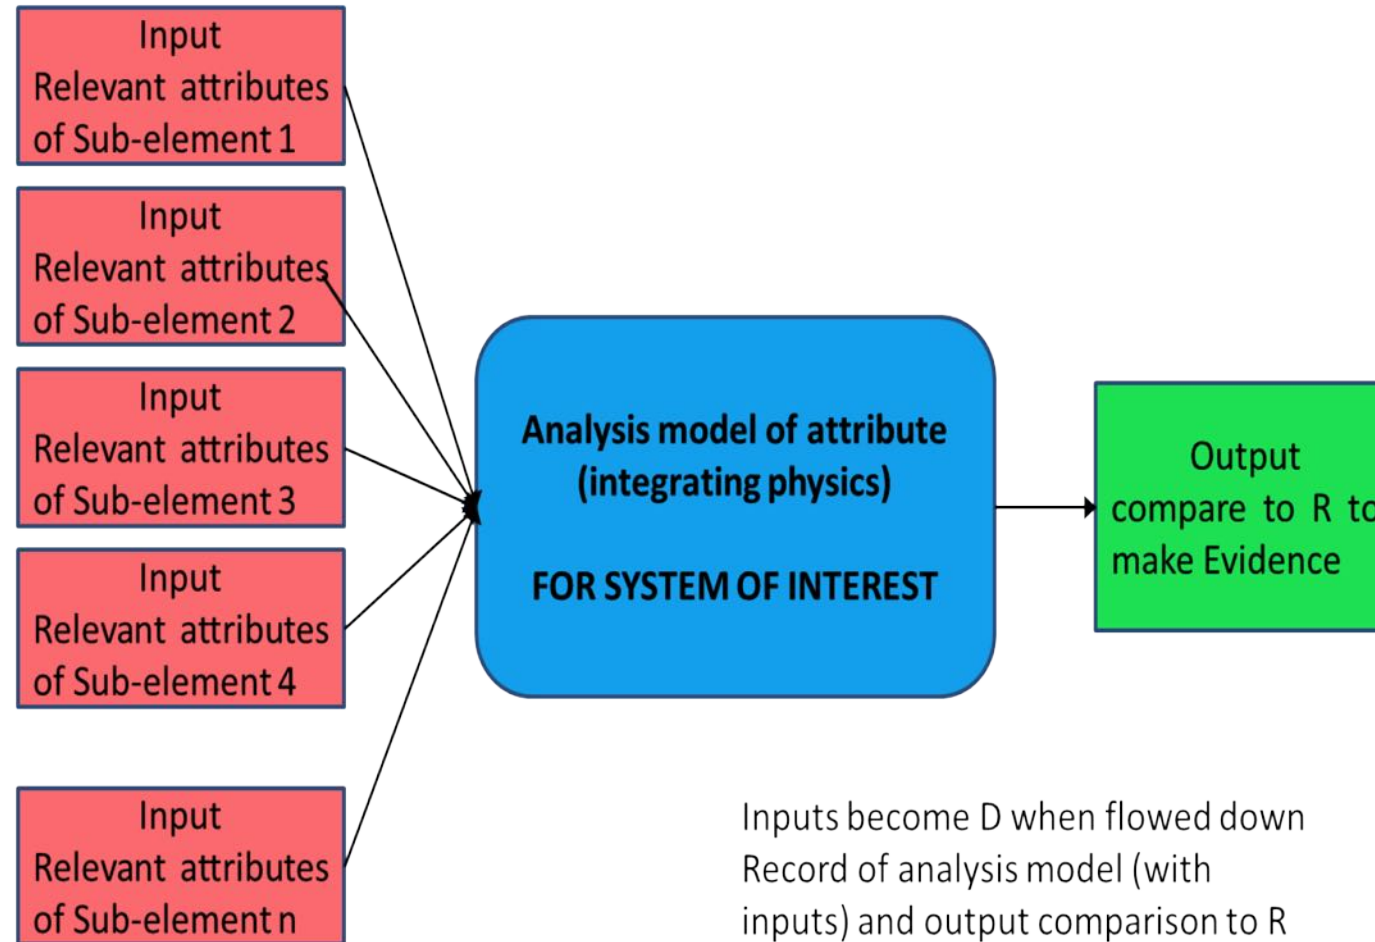 Input
Relevant attributes
of Sub-element 1
Input
Relevant attributes
of Sub-element 2
Input
Relevant attributes
of Sub-element 3
Input
Relevant attributes
of Sub-element 4
Input
Relevant attributes
of Sub-element n
Analysis model of attribute
(integrating physics)
FOR SYSTEM OF INTEREST
Output
compare to R to
make Evidence
Inputs become D when flowed down
Record of analysis model (with
inputs) and output comparison to R